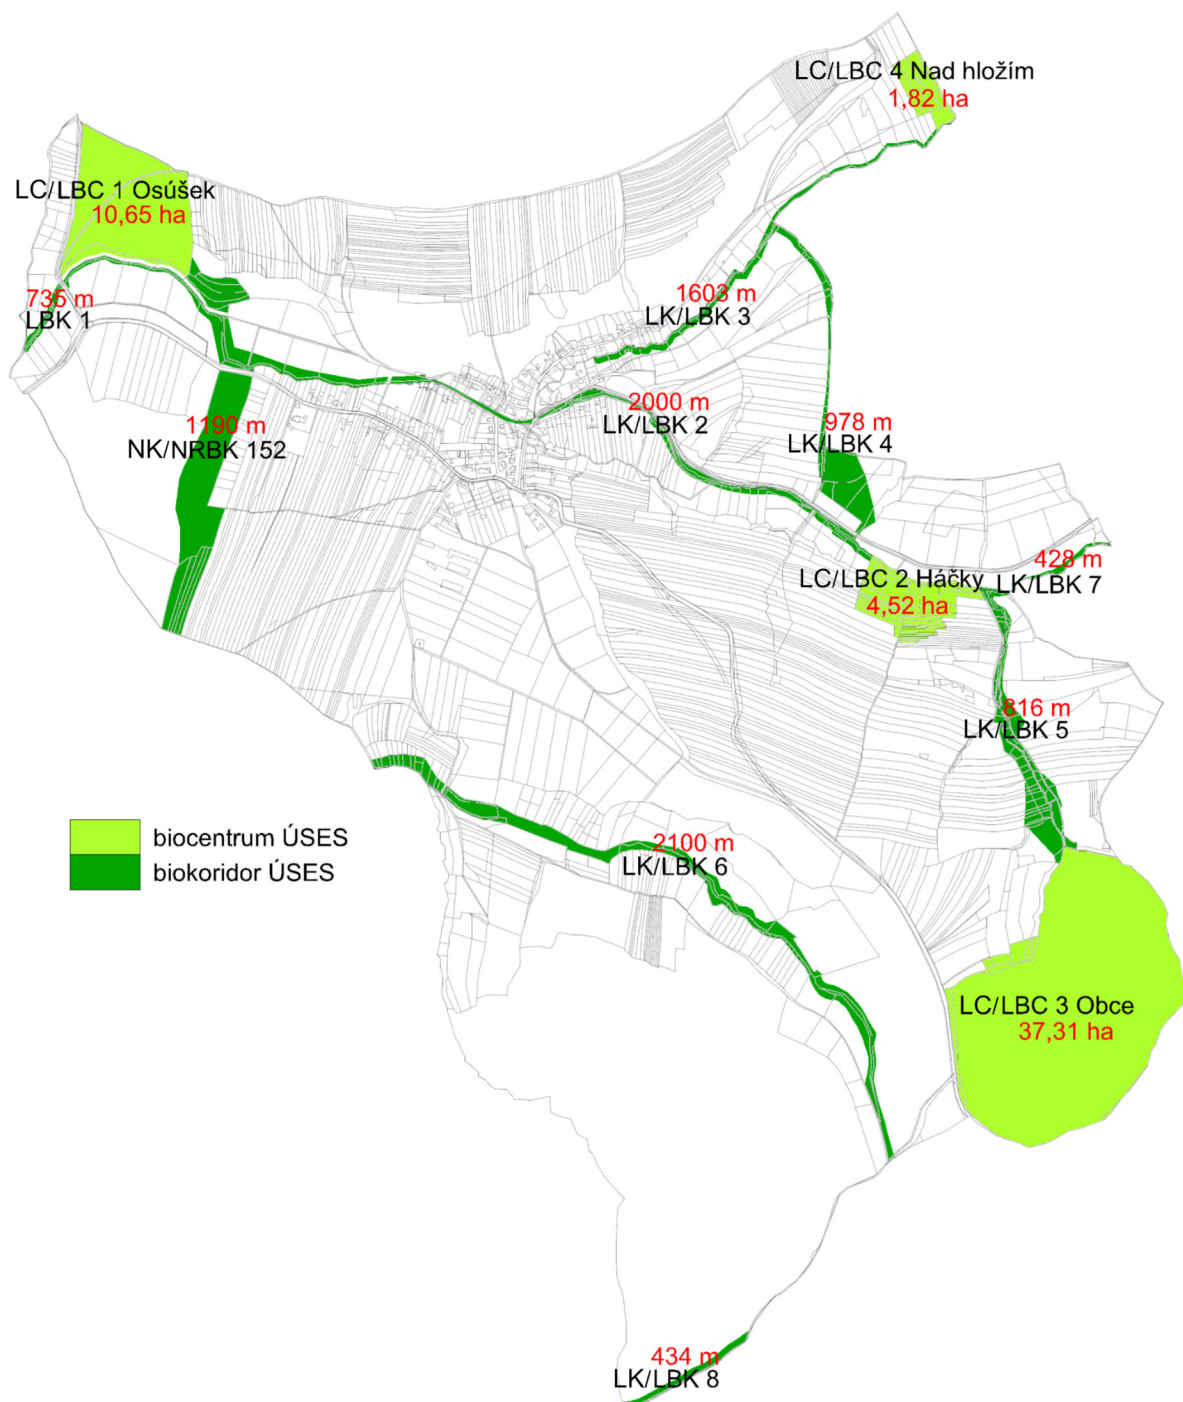 LC/LBC 4 Nad hložím
1,82 ha
LC/LBC 1 Osúšek
10,65 ha
736 m
LBK 1
1603 m
LK/LBK 3
2000 m
LK/LBK 2
1190 m
NK/NRBK 152
978 m
LK/LBK 4
428 m
LK/LBK 7
LC/LBC 2 Háčky
4,52 ha
816 m
LK/LBK 5
biocentrum ÚSES
biokoridor ÚSES
2100 m
LK/LBK 6
LC/LBC 3 Obce
37,31 ha
434 m
LK/LBK 8